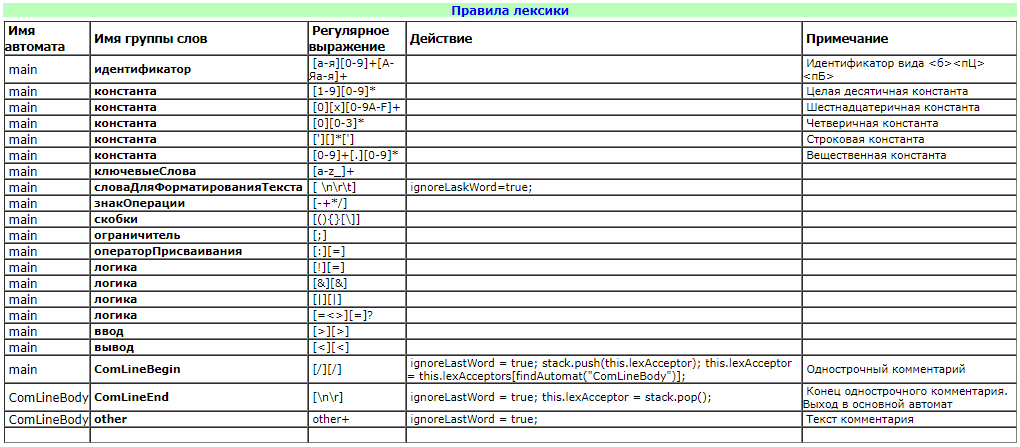 Правила лексики
Имя автомата Имя группы слов Регулярное выражение Действие Примечание
main идентификатор [а-я][0-9]+[А-Яа-я]+ Идентификатор вида <б><пЦ><пБ>
main константа [1-9][0-9]* Целая десятичная константа
main константа [0][x][0-9A-F]+ Шестнадцатеричная константа
main константа [0][0-3]* Четверичная константа
main константа ['][]*['] Строковая константа
main константа [0-9]+[.][0-9]* Вещественная константа
main ключевыеСлова [a-z_]+
main словаДляФорматированияТекста [ \n\r\t] ignoreLaskWord=true;
main знакОперации [-+*/]
main скобки [(){}[\]]
main ограничитель [;]
main операторПрисваивания [:][=]
main логика [!][=]
main логика [&][&]
main логика [|][|]
main логика [=<>][=]?
main ввод [>][>]
main вывод [<][<]
main ComLineBegin [/][/] ignoreLastWord = true; stack.push(this.lexAcceptor); this.lexAcceptor = this.lexAcceptors[findAutomat("ComLineBody")]; Однострочный комментарий
ComLineBody ComLineEnd [\n\r] ignoreLastWord = true; this.lexAcceptor = stack.pop(); Конец однострочного комментария. Выход в основной автомат
ComLineBody other other+ ignoreLastWord = true; Текст комментария